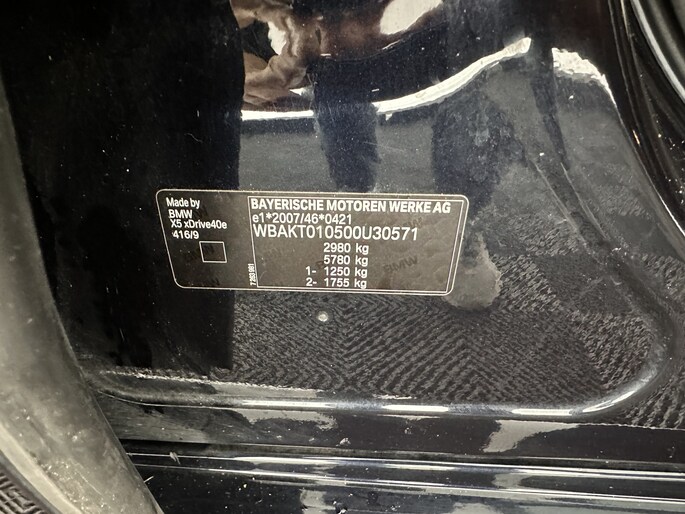 Made by
BMW
X5 xDrive40e
416/9
BAYERISCHE MOTOREN WERKE AG
e1*2007/46*0421
WBAKT010500U30571
2980 kg
5780 kg
1- 1250 kg
2- 1755 kg
BMW